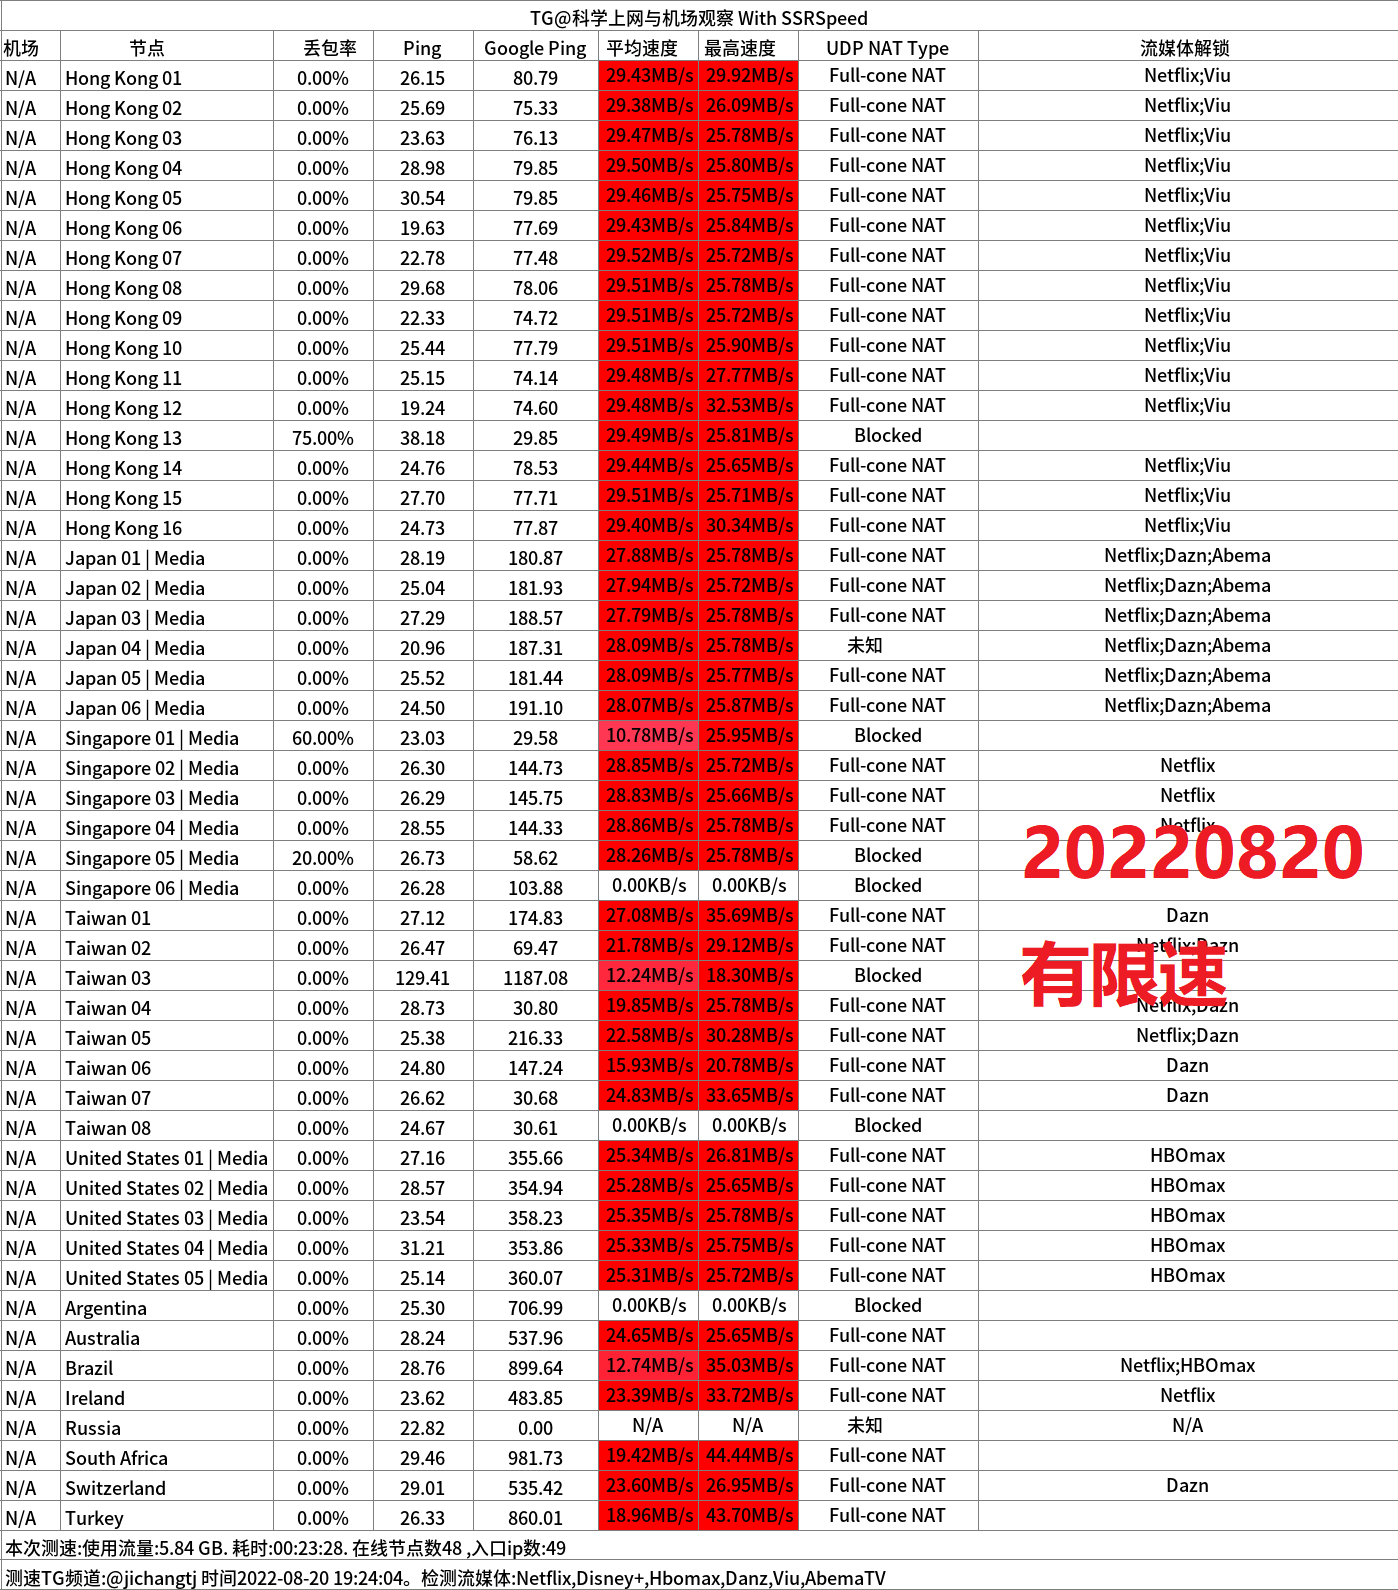 TG@科学上网与机场观察 With SSRSpeed
机场 节点 丢包率 Ping Google Ping 平均速度 最高速度 UDP NAT Type 流媒体解锁
N/A Hong Kong 01 0.00% 26.15 80.79 29.43MB/s 29.92MB/s Full-cone NAT Netflix;Viu
N/A Hong Kong 02 0.00% 25.69 75.33 29.38MB/s 26.09MB/s Full-cone NAT Netflix;Viu
N/A Hong Kong 03 0.00% 23.63 76.13 29.47MB/s 25.78MB/s Full-cone NAT Netflix;Viu
N/A Hong Kong 04 0.00% 28.98 79.85 29.50MB/s 25.80MB/s Full-cone NAT Netflix;Viu
N/A Hong Kong 05 0.00% 30.54 79.85 29.46MB/s 25.75MB/s Full-cone NAT Netflix;Viu
N/A Hong Kong 06 0.00% 19.63 77.69 29.43MB/s 25.84MB/s Full-cone NAT Netflix;Viu
N/A Hong Kong 07 0.00% 22.78 77.48 29.52MB/s 25.72MB/s Full-cone NAT Netflix;Viu
N/A Hong Kong 08 0.00% 29.68 78.06 29.51MB/s 25.78MB/s Full-cone NAT Netflix;Viu
N/A Hong Kong 09 0.00% 22.33 74.72 29.51MB/s 25.72MB/s Full-cone NAT Netflix;Viu
N/A Hong Kong 10 0.00% 25.44 77.79 29.51MB/s 25.90MB/s Full-cone NAT Netflix;Viu
N/A Hong Kong 11 0.00% 25.15 74.14 29.48MB/s 27.77MB/s Full-cone NAT Netflix;Viu
N/A Hong Kong 12 0.00% 19.24 74.60 29.48MB/s 32.53MB/s Full-cone NAT Netflix;Viu
N/A Hong Kong 13 75.00% 38.18 29.85 29.49MB/s 25.81MB/s Blocked
N/A Hong Kong 14 0.00% 24.76 78.53 29.44MB/s 25.65MB/s Full-cone NAT Netflix;Viu
N/A Hong Kong 15 0.00% 27.70 77.71 29.51MB/s 25.71MB/s Full-cone NAT Netflix;Viu
N/A Hong Kong 16 0.00% 24.73 77.87 29.40MB/s 30.34MB/s Full-cone NAT Netflix;Viu
N/A Japan 01 | Media 0.00% 28.19 180.87 27.88MB/s 25.78MB/s Full-cone NAT Netflix;Dazn;Abema
N/A Japan 02 | Media 0.00% 25.04 181.93 27.94MB/s 25.72MB/s Full-cone NAT Netflix;Dazn;Abema
N/A Japan 03 | Media 0.00% 27.29 188.57 27.79MB/s 25.78MB/s Full-cone NAT Netflix;Dazn;Abema
N/A Japan 04 | Media 0.00% 20.96 187.31 28.09MB/s 25.78MB/s 未知 Netflix;Dazn;Abema
N/A Japan 05 | Media 0.00% 25.52 181.44 28.09MB/s 25.77MB/s Full-cone NAT Netflix;Dazn;Abema
N/A Japan 06 | Media 0.00% 24.50 191.10 28.07MB/s 25.87MB/s Full-cone NAT Netflix;Dazn;Abema
N/A Singapore 01 | Media 60.00% 23.03 29.58 10.78MB/s 25.95MB/s Blocked
N/A Singapore 02 | Media 0.00% 26.30 144.73 28.85MB/s 25.72MB/s Full-cone NAT Netflix
N/A Singapore 03 | Media 0.00% 26.29 145.75 28.83MB/s 25.66MB/s Full-cone NAT Netflix
N/A Singapore 04 | Media 0.00% 28.55 144.33 28.86MB/s 25.78MB/s Full-cone NAT Netflix
N/A Singapore 05 | Media 20.00% 26.73 58.62 28.26MB/s 25.78MB/s Blocked
20220820
N/A Singapore 06 | Media 0.00% 26.28 103.88 0.00KB/s 0.00KB/s Blocked
N/A Taiwan 01 0.00% 27.12 174.83 27.08MB/s 35.69MB/s Full-cone NAT Dazn
N/A Taiwan 02 0.00% 26.47 69.47 21.78MB/s 29.12MB/s Full-cone NAT Netflix;Dazn
N/A Taiwan 03 0.00% 129.41 1187.08 12.24MB/s 18.30MB/s Blocked
有限速
N/A Taiwan 04 0.00% 28.73 30.80 19.85MB/s 25.78MB/s Full-cone NAT Netflix;Dazn
N/A Taiwan 05 0.00% 25.38 216.33 22.58MB/s 30.28MB/s Full-cone NAT Netflix;Dazn
N/A Taiwan 06 0.00% 24.80 147.24 15.93MB/s 20.78MB/s Full-cone NAT Dazn
N/A Taiwan 07 0.00% 26.62 30.68 24.83MB/s 33.65MB/s Full-cone NAT Dazn
N/A Taiwan 08 0.00% 24.67 30.61 0.00KB/s 0.00KB/s Blocked
N/A United States 01 | Media 0.00% 27.16 355.66 25.34MB/s 26.81MB/s Full-cone NAT HBOmax
N/A United States 02 | Media 0.00% 28.57 354.94 25.28MB/s 25.65MB/s Full-cone NAT HBOmax
N/A United States 03 | Media 0.00% 23.54 358.23 25.35MB/s 25.78MB/s Full-cone NAT HBOmax
N/A United States 04 | Media 0.00% 31.21 353.86 25.33MB/s 25.75MB/s Full-cone NAT HBOmax
N/A United States 05 | Media 0.00% 25.14 360.07 25.31MB/s 25.72MB/s Full-cone NAT HBOmax
N/A Argentina 0.00% 25.30 706.99 0.00KB/s 0.00KB/s Blocked
N/A Australia 0.00% 28.24 537.96 24.65MB/s 25.65MB/s Full-cone NAT
N/A Brazil 0.00% 28.76 899.64 12.74MB/s 35.03MB/s Full-cone NAT Netflix;HBOmax
N/A Ireland 0.00% 23.62 483.85 23.39MB/s 33.72MB/s Full-cone NAT Netflix
N/A Russia 0.00% 22.82 0.00 N/A N/A 未知 N/A
N/A South Africa 0.00% 29.46 981.73 19.42MB/s 44.44MB/s Full-cone NAT
N/A Switzerland 0.00% 29.01 535.42 23.60MB/s 26.95MB/s Full-cone NAT Dazn
N/A Turkey 0.00% 26.33 860.01 18.96MB/s 43.70MB/s Full-cone NAT
本次测速:使用流量:5.84 GB. 耗时:00:23:28. 在线节点数48 ,入口ip数:49
测速TG频道:@jichangtj 时间2022-08-20 19:24:04。检测流媒体:Netflix,Disney+,Hbomax,Danz,Viu,AbemaTV